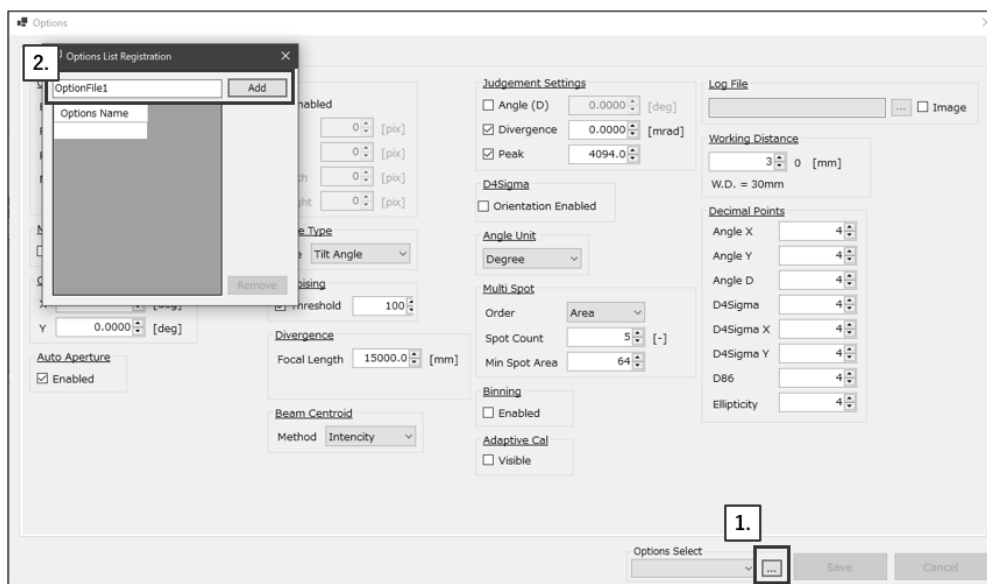 Options
2.
Options List Registration
OptionFile1
Add
Options Name
Remove
nabled
0 [pix]
0 [pix]
0 [pix]
0 [pix]
Type
Tilt Angle
Threshold 100
[deg]
Y 0.0000 [deg]
Auto Aperture
Enabled
Divergence
Focal Length 15000.0 [mm]
Beam Centroid
Method Intencity
Judgement Settings
Angle (D) 0.0000 [deg]
Divergence 0.0000 [mrad]
Peak 4094.0
D4Sigma
Orientation Enabled
Angle Unit
Degree
Multi Spot
Order Area
Spot Count 5 [-]
Min Spot Area 64
Binning
Enabled
Adaptive Cal
Visible
Log File
... Image
Working Distance
3 0 [mm]
W.D. = 30mm
Decimal Points
Angle X 4
Angle Y 4
Angle D 4
D4Sigma 4
D4Sigma X 4
D4Sigma Y 4
D86 4
Ellipticity 4
1.
Options Select
...
Save
Cancel